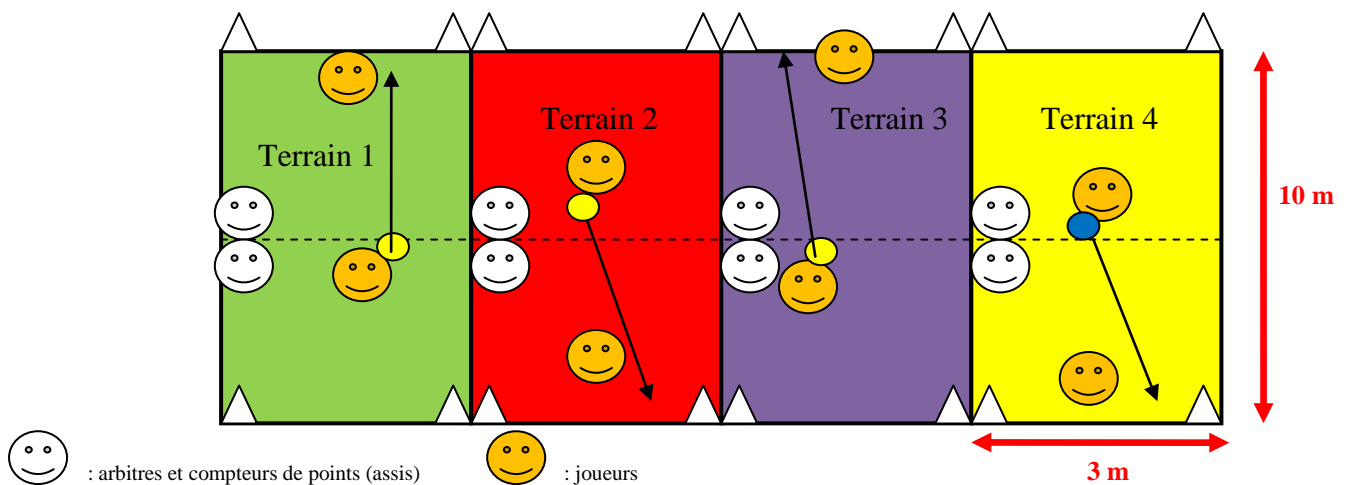 Terrain 1
Terrain 2
Terrain 3
Terrain 4
10 m
3 m
: arbitres et compteurs de points (assis)
: joueurs